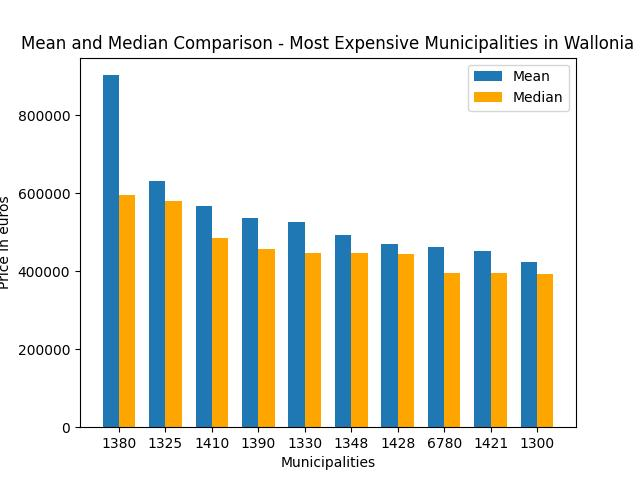 Mean and Median Comparison - Most Expensive Municipalities in Wallonia
Mean
Median
800000
600000
400000
200000
0
Price in euros
1380 1325 1410 1390 1330 1348 1428 6780 1421 1300
Municipalities